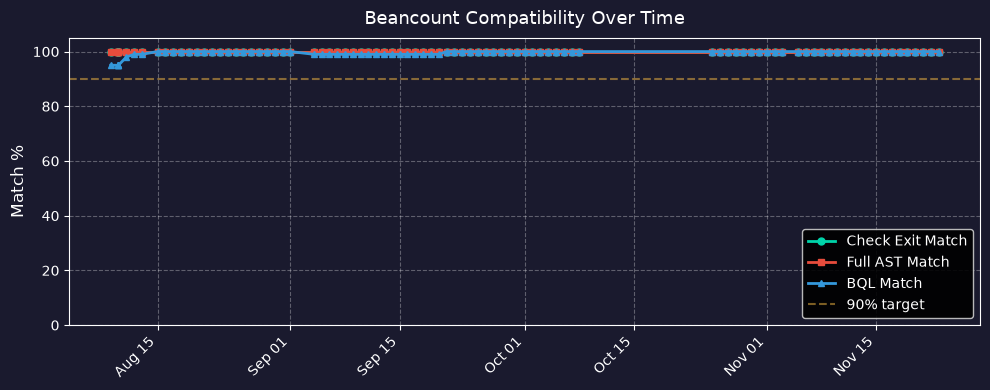 Beancount Compatibility Over Time
Match %
100
80
60
40
20
0
Aug 15
Sep 01
Sep 15
Oct 01
Oct 15
Nov 01
Nov 15
Check Exit Match
Full AST Match
BQL Match
90% target